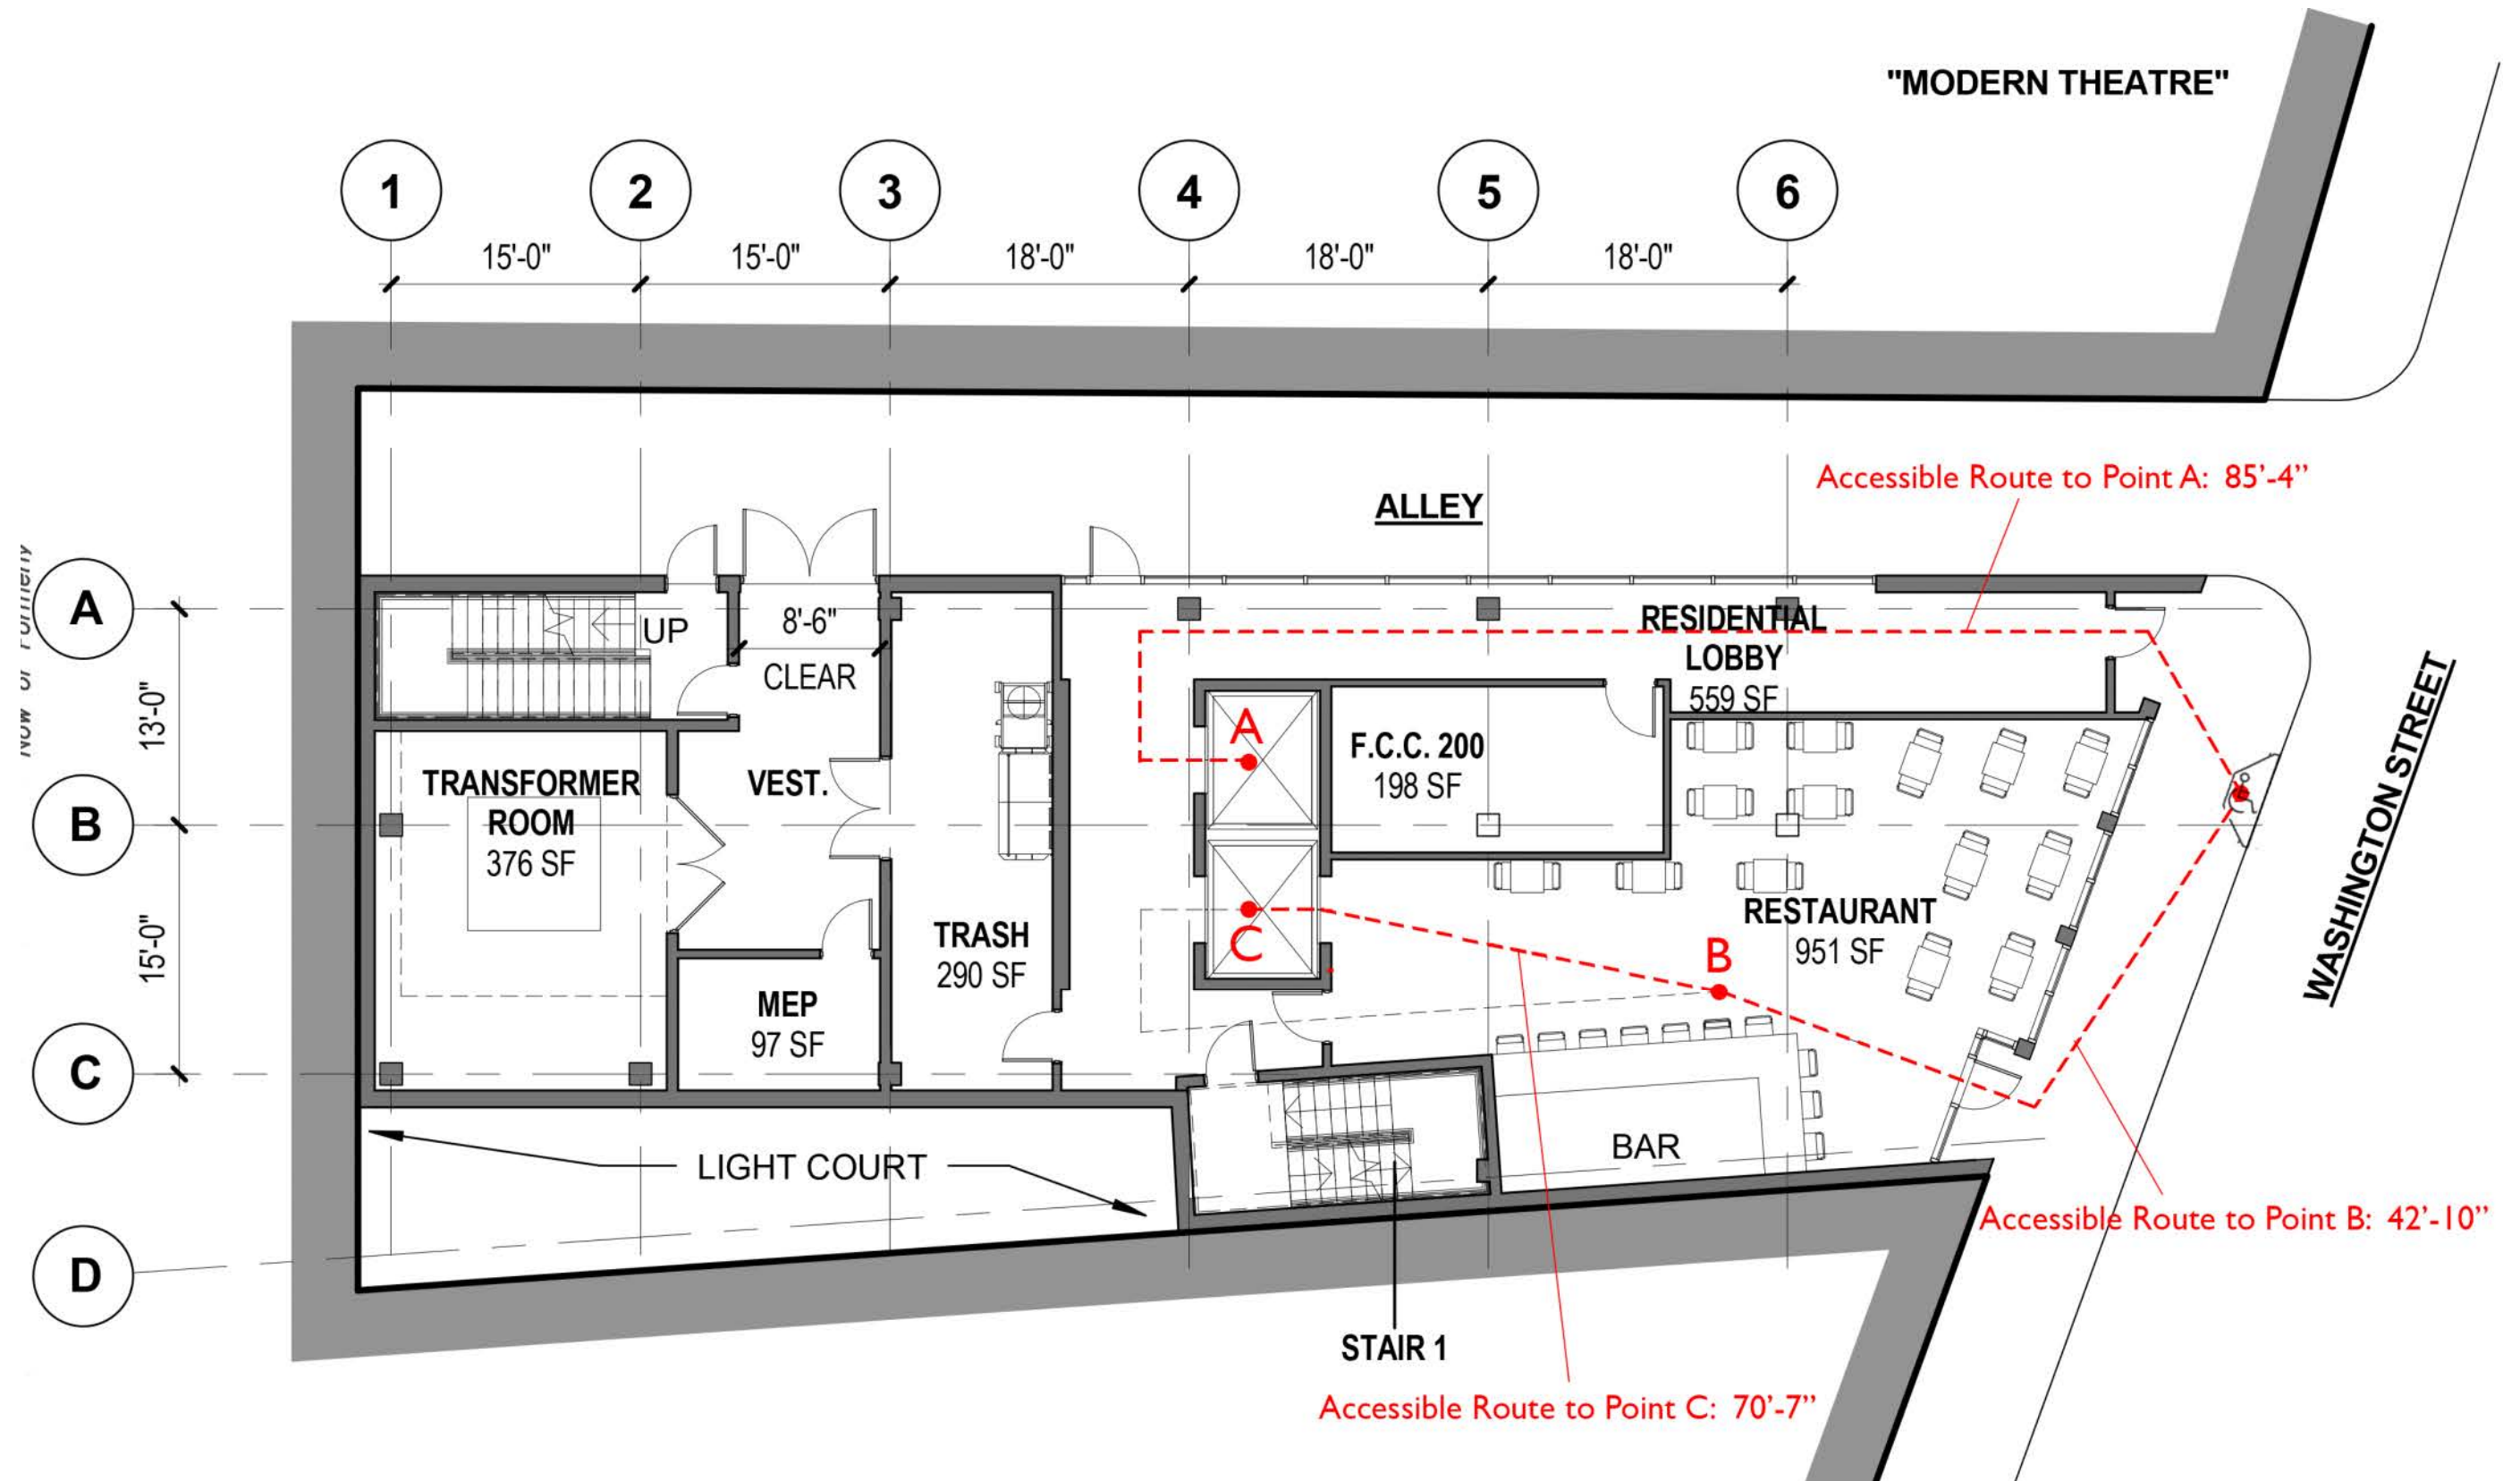 "MODERN THEATRE"
1
2
3
4
5
6
15'-0"
15'-0"
18'-0"
18'-0"
18'-0"
Accessible Route to Point A: 85'-4"
ALLEY
Now or Formerly
A
UP
8'-6"
CLEAR
RESIDENTIAL
LOBBY
559 SF
13'-0"
A
F.C.C. 200
198 SF
TRANSFORMER
ROOM
376 SF
VEST.
B
WASHINGTON STREET
15'-0"
TRASH
290 SF
C
B
RESTAURANT
951 SF
MEP
97 SF
C
BAR
LIGHT COURT
Accessible Route to Point B: 42'-10"
D
STAIR 1
Accessible Route to Point C: 70'-7"